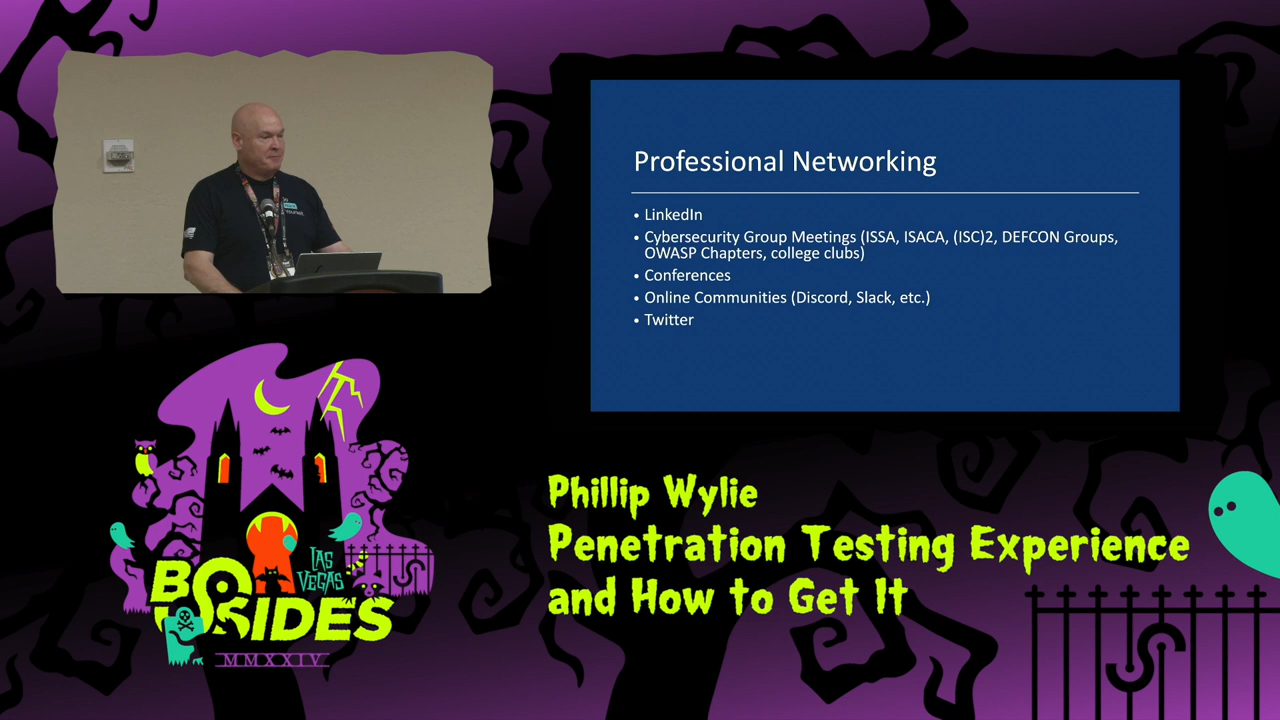 Professional Networking
• LinkedIn
• Cybersecurity Group Meetings (ISSA, ISACA, (ISC)2, DEFCON Groups,
OWASP Chapters, college clubs)
• Conferences
• Online Communities (Discord, Slack, etc.)
• Twitter
LAS
VEGAS
BSIDES
MMXXIV
Phillip Wylie
Penetration Testing Experience
and How to Get It